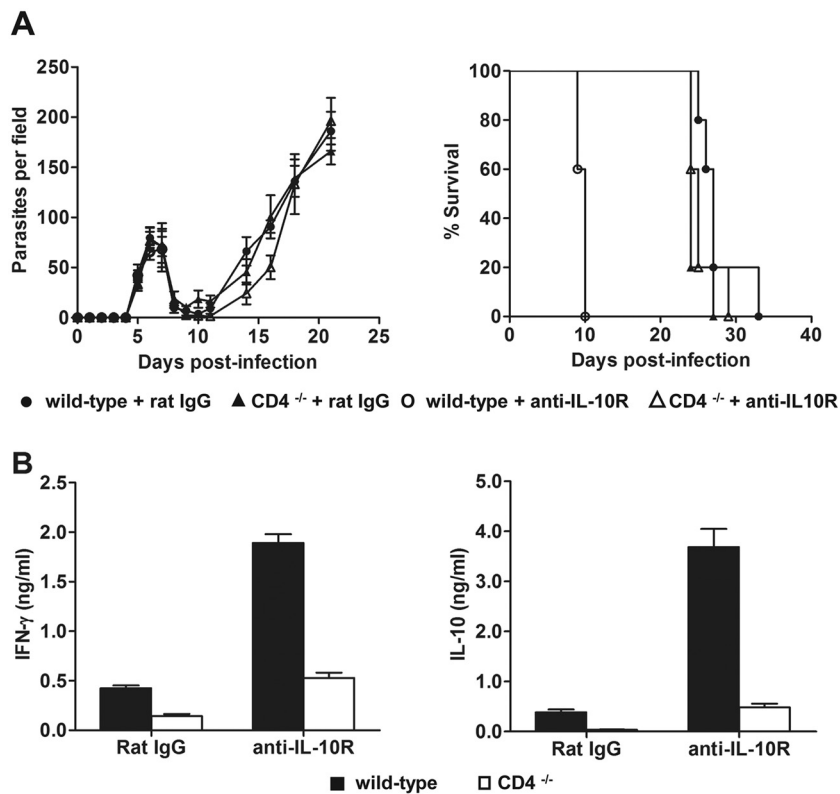 A
250
200
150
100
50
0
Parasites per field
0 5 10 15 20 25
Days post-infection
100
80
60
40
20
0
% Survival
0 10 20 30 40
Days post-infection
● wild-type + rat IgG ▲ CD4 -/- + rat IgG O wild-type + anti-IL-10R △ CD4 -/- + anti-IL10R
B
2.5
2.0
1.5
1.0
0.5
0.0
IFN-γ (ng/ml)
Rat IgG anti-IL-10R
5.0
4.0
3.0
2.0
1.0
0.0
IL-10 (ng/ml)
Rat IgG anti-IL-10R
■ wild-type □ CD4 -/-